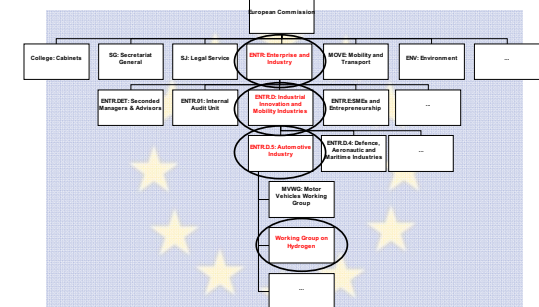 European Commission
College: Cabinets
SG: Secretariat
General
SJ: Legal Service
ENTR: Enterprise and
Industry
MOVE: Mobility and
Transport
ENV: Environment
...
ENTR.DET: Seconded
Managers & Advisors
ENTR.01: Internal
Audit Unit
ENTR.D: Industrial
Innovation and
Mobility Industries
ENTR.E:SMEs and
Entrepreneurship
...
ENTR.D.5: Automotive
Industry
ENTR.D.4: Defence,
Aeronautic and
Maritime Industries
...
MVWG: Motor
Vehicles Working
Group
Working Group on
Hydrogen
...